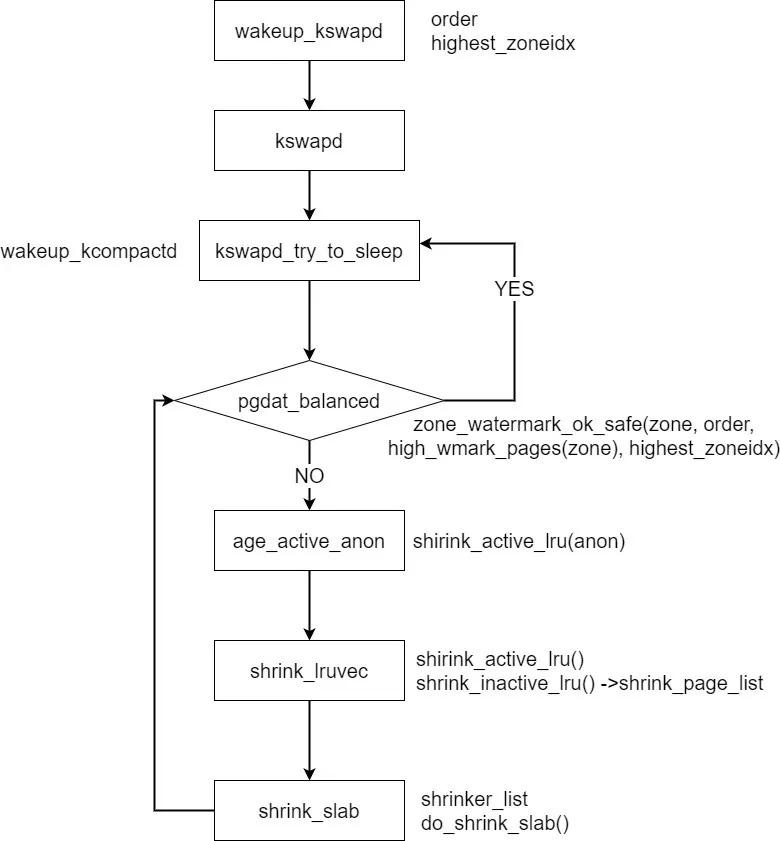 wakeup_kswapd
order
highest_zoneidx
kswapd
wakeup_kcompactd
kswapd_try_to_sleep
YES
pgdat_balanced
zone_watermark_ok_safe(zone, order,
high_wmark_pages(zone), highest_zoneidx)
NO
age_active_anon
shirink_active_lru(anon)
shrink_lruvec
shirink_active_lru()
shrink_inactive_lru() ->shrink_page_list
shrink_slab
shrinker_list
do_shrink_slab()